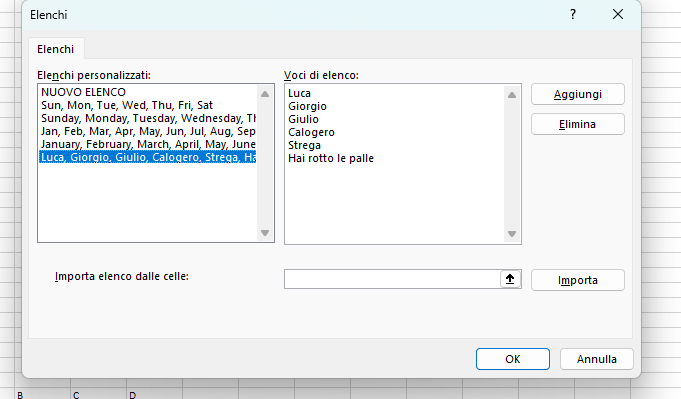 Elenchi
?
Elenchi
Elenchi personalizzati:
NUOVO ELENCO
Sun, Mon, Tue, Wed, Thu, Fri, Sat
Sunday, Monday, Tuesday, Wednesday, Th
Jan, Feb, Mar, Apr, May, Jun, Jul, Aug, Sep
January, February, March, April, May, June
Luca, Giorgio, Giulio, Calogero, Strega, Ha
Voci di elenco:
Luca
Giorgio
Giulio
Calogero
Strega
Hai rotto le palle
Aggiungi
Elimina
Importa elenco dalle celle:
Importa
OK
Annulla
B C D